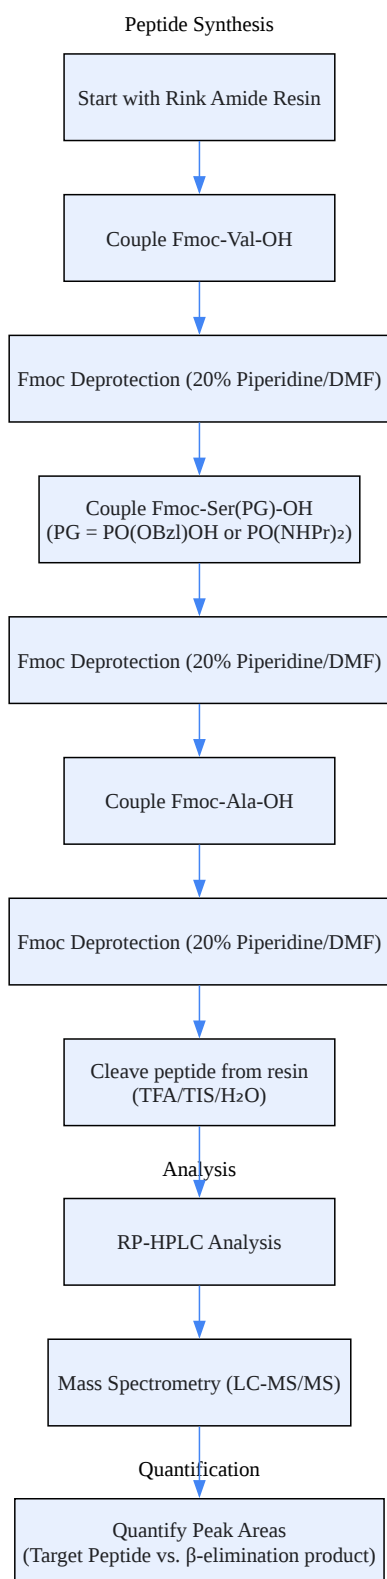 Peptide Synthesis
Start with Rink Amide Resin
Couple Fmoc-Val-OH
Fmoc Deprotection (20% Piperidine/DMF)
Couple Fmoc-Ser(PG)-OH
(PG = PO(OBzl)OH or PO(NHPr)₂)
Fmoc Deprotection (20% Piperidine/DMF)
Couple Fmoc-Ala-OH
Fmoc Deprotection (20% Piperidine/DMF)
Cleave peptide from resin
(TFA/TIS/H₂O)
Analysis
RP-HPLC Analysis
Mass Spectrometry (LC-MS/MS)
Quantification
Quantify Peak Areas
(Target Peptide vs. β-elimination product)